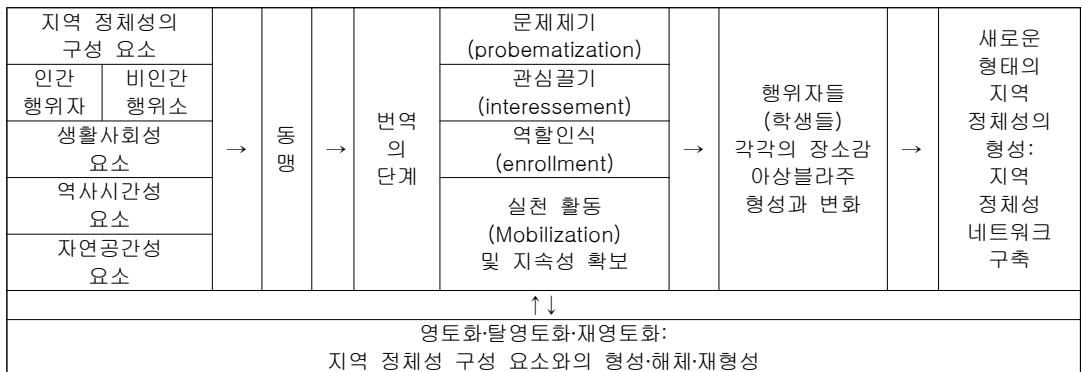 지역 정체성의
구성 요소
인간
행위자
비인간
행위소
생활사회성
요소
역사시간성
요소
자연공간성
요소
→
동
맹
→
번역
의
단계
문제제기
(probematization)
관심끌기
(interessement)
역할인식
(enrollment)
실천 활동
(Mobilization)
및 지속성 확보
→
행위자들
(학생들)
각각의 장소감
아상블라주
형성과 변화
→
새로운
형태의
지역
정체성의
형성:
지역
정체성
네트워크
구축
↑↓
영토화·탈영토화·재영토화:
지역 정체성 구성 요소와의 형성·해체·재형성